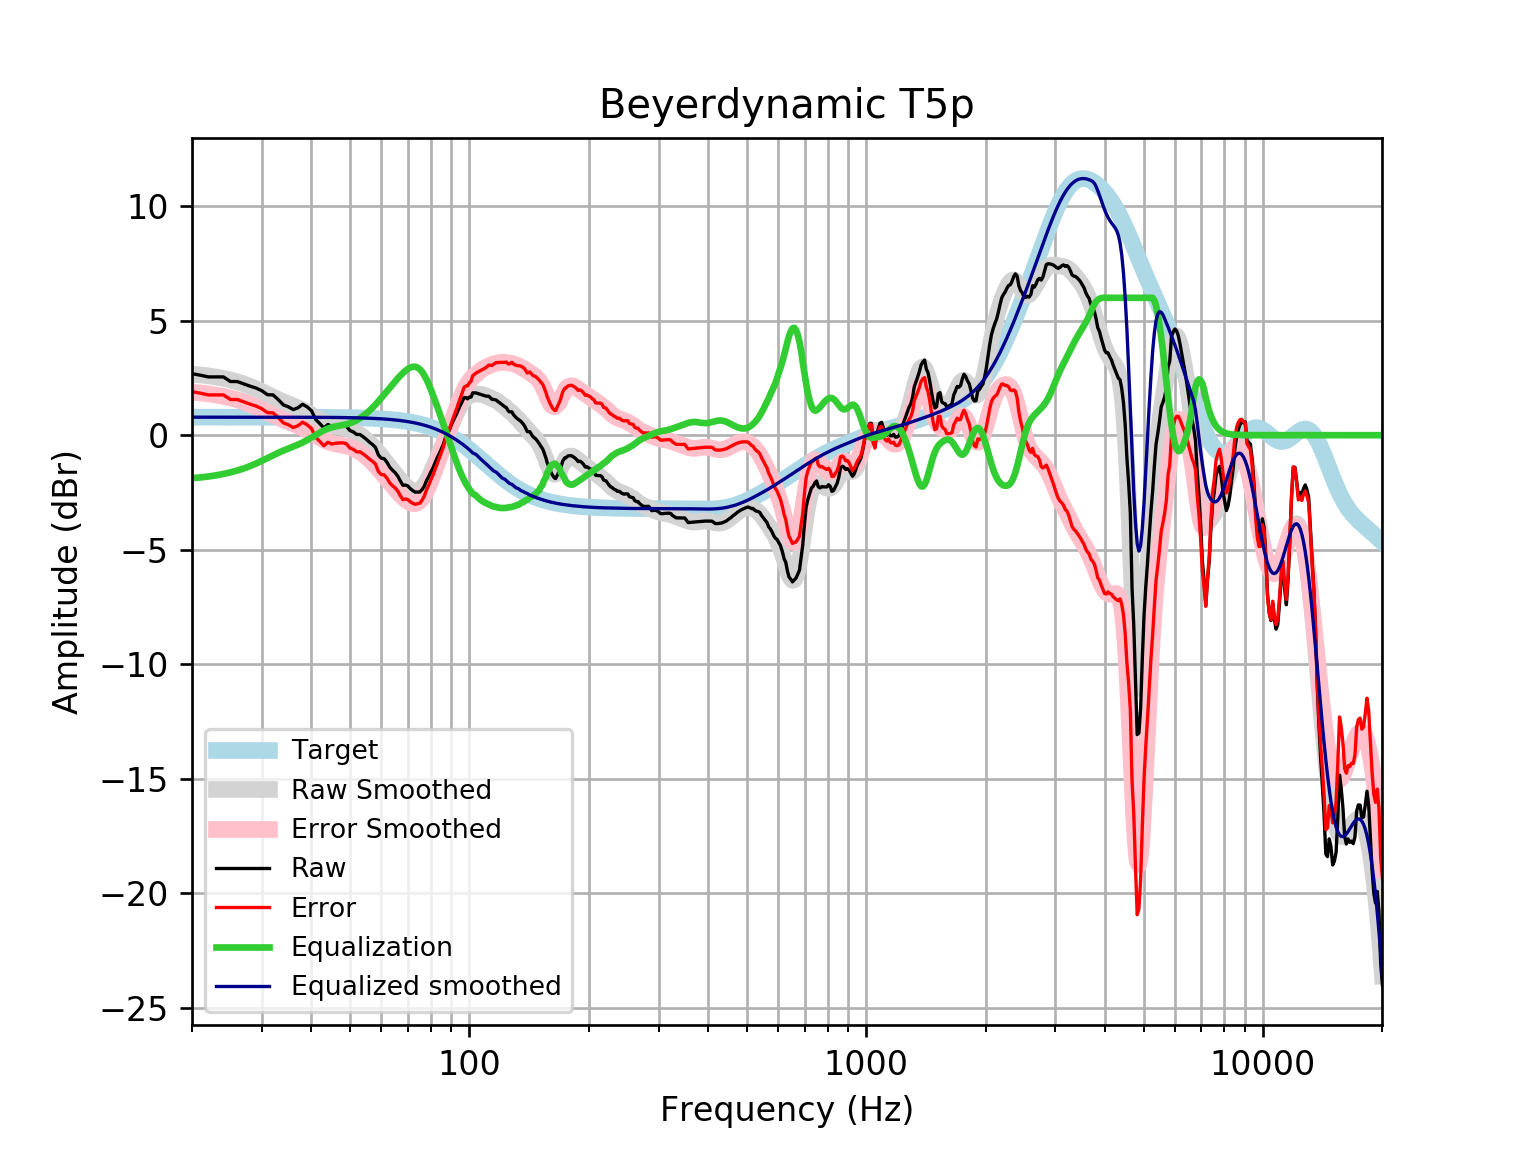 Beyerdynamic T5p
Amplitude (dBr)
10
5
0
−5
−10
−15
−20
−25
Target
Raw Smoothed
Error Smoothed
Raw
Error
Equalization
Equalized smoothed
100
1000
10000
Frequency (Hz)